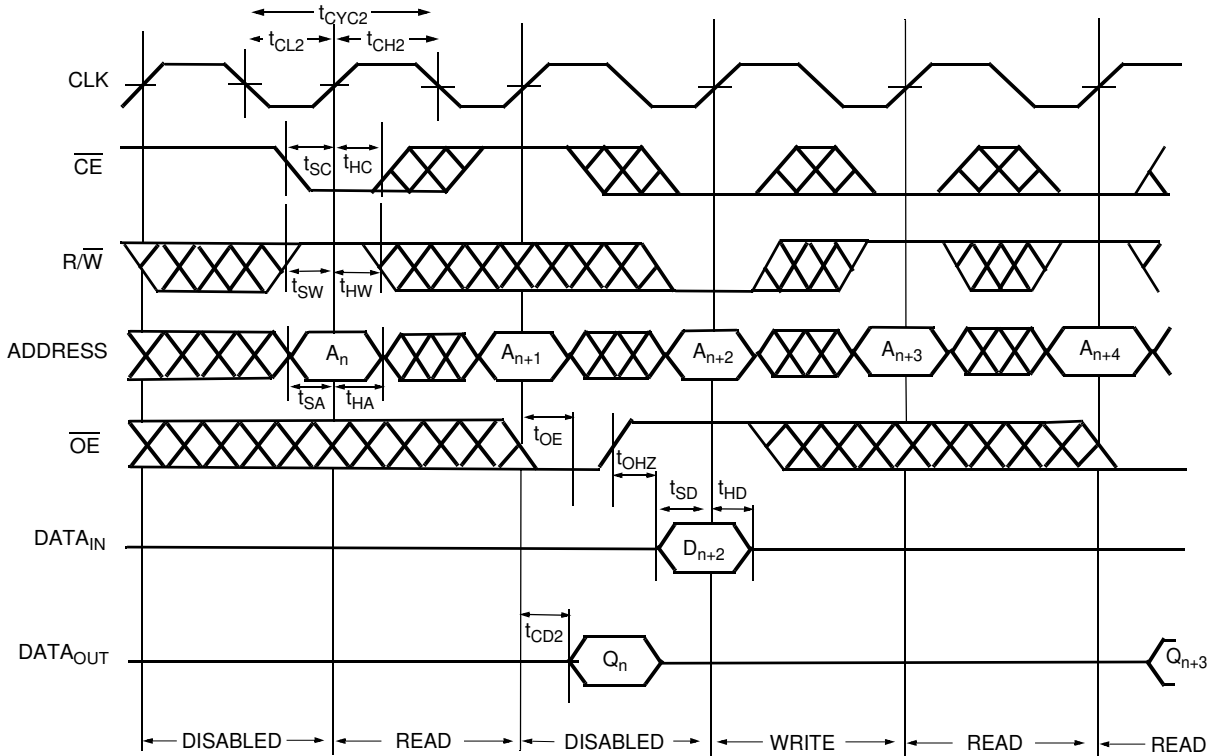 tCYC2
tCL2 tCH2
CLK
CE
tSC tHC
R/W
tSW tHW
ADDRESS An An+1 An+2 An+3 An+4
tSA tHA
OE tOE
tOHZ
tSD tHD
DATAIN Dn+2
tCD2
DATAOUT Qn Qn+3
DISABLED READ DISABLED WRITE READ READ